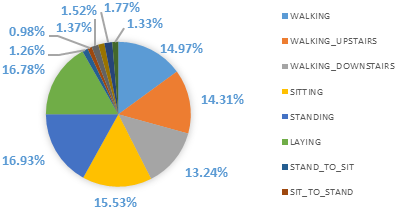 1.52%
1.77%
1.37%
1.33%
0.98%
1.26%
16.78%
14.97%
14.31%
13.24%
15.53%
16.93%
WALKING
WALKING_UPSTAIRS
WALKING_DOWNSTAIRS
SITTING
STANDING
LAYING
STAND_TO_SIT
SIT_TO_STAND